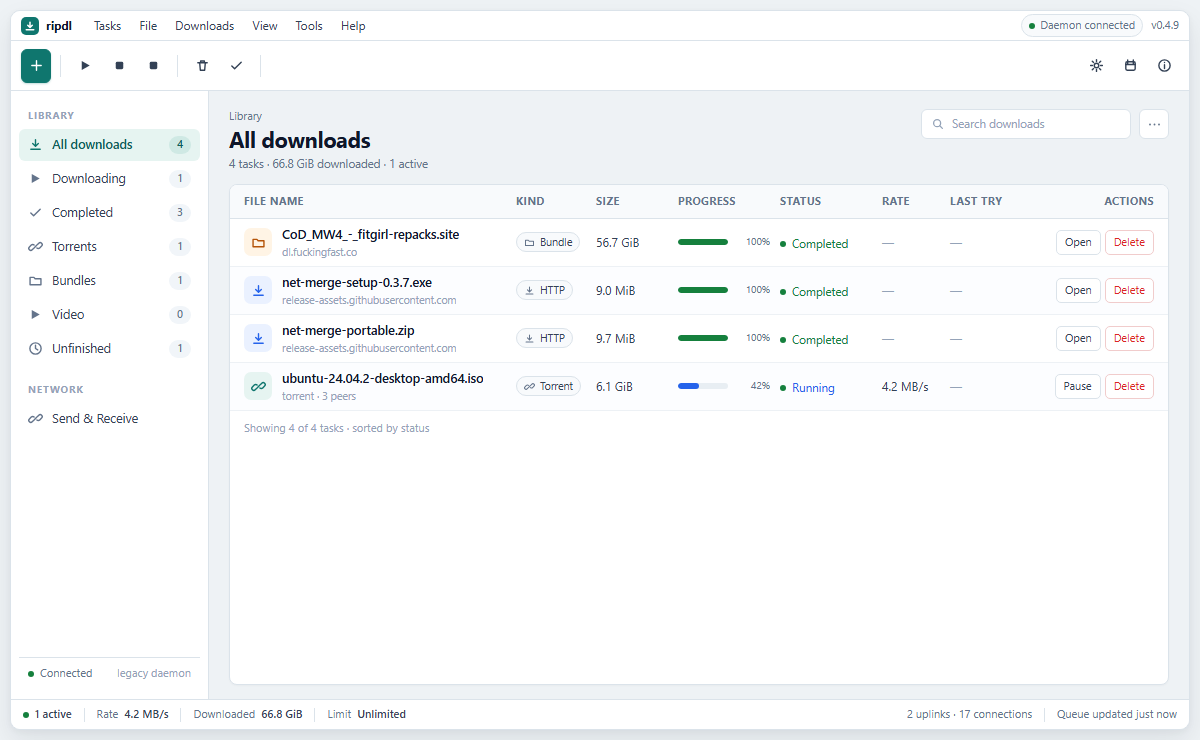 ripdl Tasks File Downloads View Tools Help Daemon connected v0.4.9
LIBRARY
All downloads 4
Downloading 1
Completed 3
Torrents 1
Bundles 1
Video 0
Unfinished 1
NETWORK
Send & Receive
Connected legacy daemon
Library
All downloads
4 tasks · 66.8 GiB downloaded · 1 active
Search downloads
FILE NAME KIND SIZE PROGRESS STATUS RATE LAST TRY ACTIONS
CoD_MW4_-_fitgirl-repacks.site Bundle 56.7 GiB 100% Completed — — Open Delete
dl.fuckingfast.co
net-merge-setup-0.3.7.exe HTTP 9.0 MiB 100% Completed — — Open Delete
release-assets.githubusercontent.com
net-merge-portable.zip HTTP 9.7 MiB 100% Completed — — Open Delete
release-assets.githubusercontent.com
ubuntu-24.04.2-desktop-amd64.iso Torrent 6.1 GiB 42% Running 4.2 MB/s — Pause Delete
torrent · 3 peers
Showing 4 of 4 tasks · sorted by status
1 active Rate 4.2 MB/s Downloaded 66.8 GiB Limit Unlimited 2 uplinks · 17 connections Queue updated just now